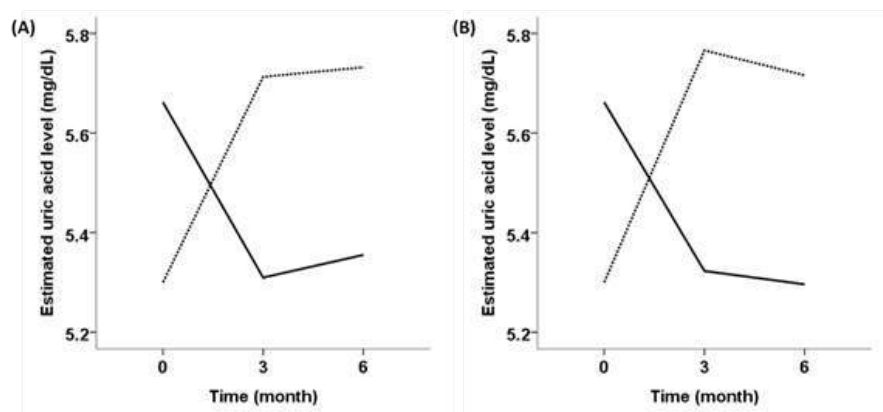 (A)
Estimated uric acid level (mg/dL)
5.8
5.6
5.4
5.2
0 3 6
Time (month)
(B)
Estimated uric acid level (mg/dL)
5.8
5.6
5.4
5.2
0 3 6
Time (month)